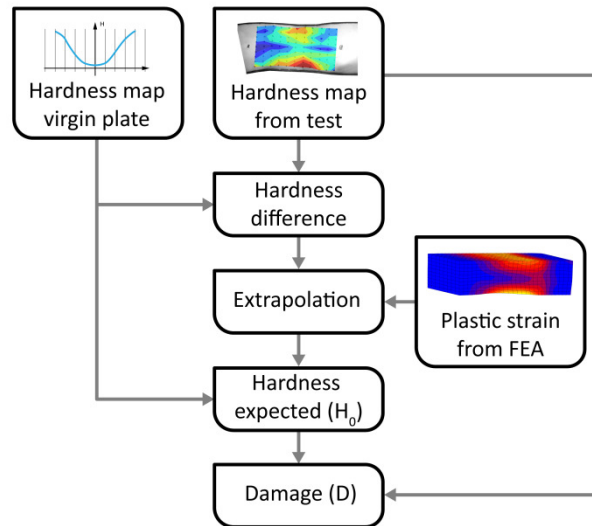 H
Hardness map
virgin plate
Hardness map
from test
Hardness
difference
Extrapolation
Plastic strain
from FEA
Hardness
expected (H₀)
Damage (D)